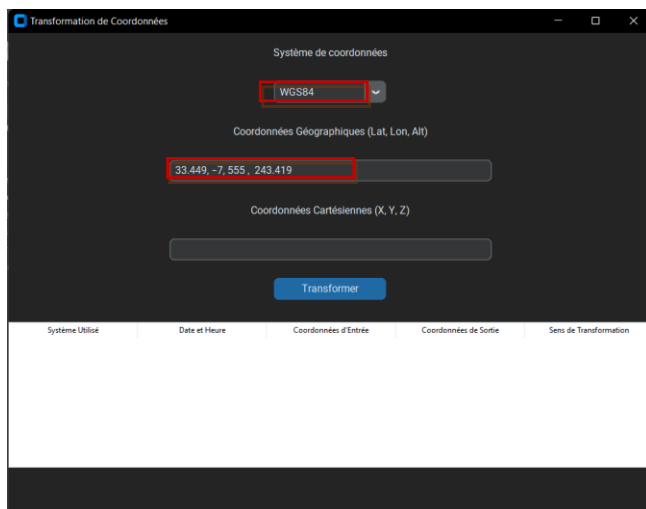 Transformation de Coordonnées
Système de coordonnées
WGS84
Coordonnées Géographiques (Lat, Lon, Alt)
33.449, -7, 555 , 243.419
Coordonnées Cartésiennes (X, Y, Z)
Transformer
Système Utilisé Date et Heure Coordonnées d'Entrée Coordonnées de Sortie Sens de Transformation